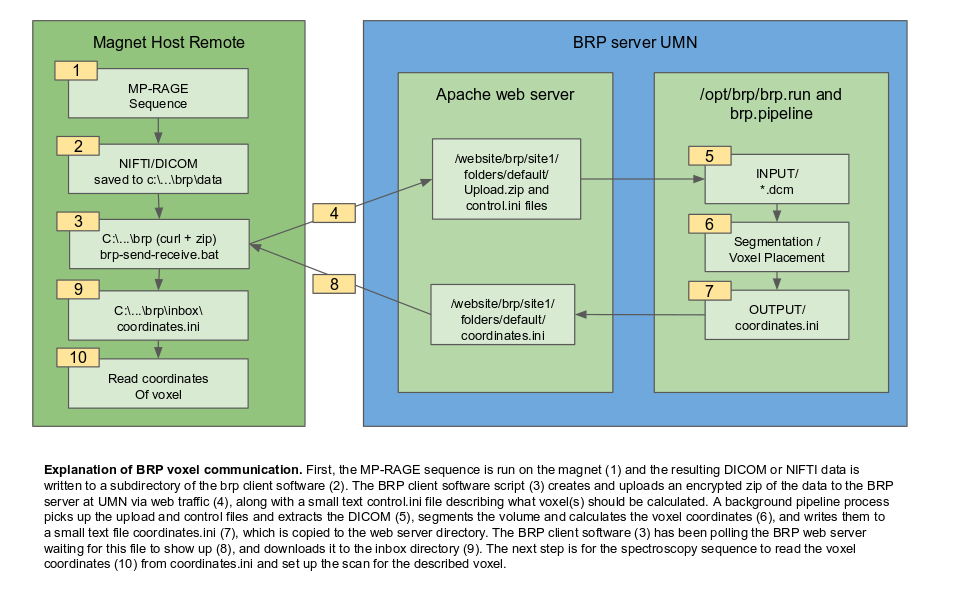 Magnet Host Remote
1
MP-RAGE
Sequence
2
NIFTI/DICOM
saved to c:\...\brp\data
3
C:\...\brp (curl + zip)
brp-send-receive.bat
9
C:\...\brp\inbox\
coordinates.ini
10
Read coordinates
Of voxel
4
8
BRP server UMN
Apache web server
/website/brp/site1/
folders/default/
Upload.zip and
control.ini files
/website/brp/site1/
folders/default/
coordinates.ini
/opt/brp/brp.run and
brp.pipeline
5
INPUT/
*.dcm
6
Segmentation /
Voxel Placement
7
OUTPUT/
coordinates.ini
Explanation of BRP voxel communication. First, the MP-RAGE sequence is run on the magnet (1) and the resulting DICOM or NIFTI data is
written to a subdirectory of the brp client software (2). The BRP client software script (3) creates and uploads an encrypted zip of the data to the BRP
server at UMN via web traffic (4), along with a small text control.ini file describing what voxel(s) should be calculated. A background pipeline process
picks up the upload and control files and extracts the DICOM (5), segments the volume and calculates the voxel coordinates (6), and writes them to
a small text file coordinates.ini (7), which is copied to the web server directory. The BRP client software (3) has been polling the BRP web server
waiting for this file to show up (8), and downloads it to the inbox directory (9). The next step is for the spectroscopy sequence to read the voxel
coordinates (10) from coordinates.ini and set up the scan for the described voxel.